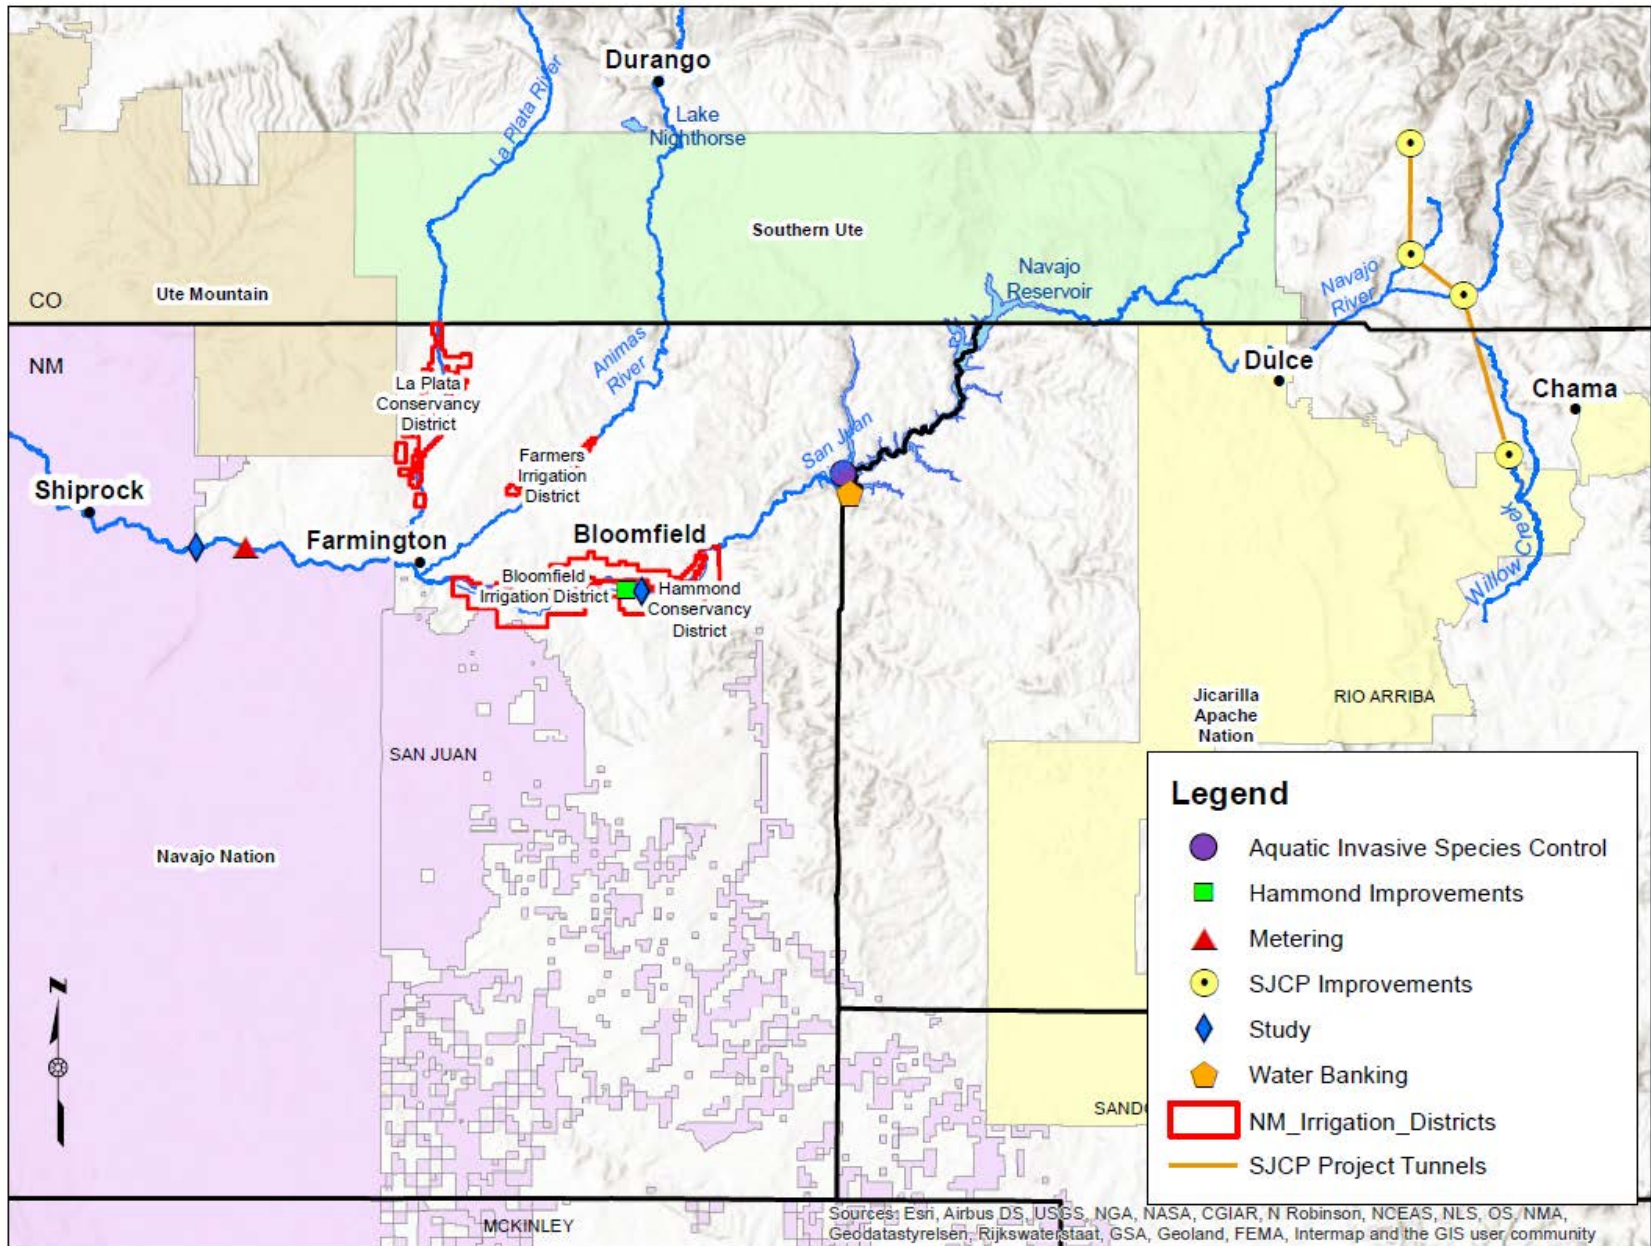 Durango
La Plata River
Lake
Nighthorse
Southern Ute
Ute Mountain
CO
Navajo
Reservoir
Navajo
River
NM
Animas
River
La Plata
Conservancy
District
Dulce
Chama
San Juan
Farmers
Irrigation
District
Shiprock
Farmington
Bloomfield
Bloomfield
Irrigation District
Hammond
Conservancy
District
Willow Creek
Jicarilla
Apache
Nation
RIO ARRIBA
SAN JUAN
Navajo Nation
Legend
Aquatic Invasive Species Control
Hammond Improvements
Metering
SJCP Improvements
Study
Water Banking
NM_Irrigation_Districts
SJCP Project Tunnels
z
SANDO
MCKINLEY
Sources: Esri, Airbus DS, USGS, NGA, NASA, CGIAR, N Robinson, NCEAS, NLS, OS, NMA,
Geodatastyrelsen, Rijkswaterstaat, GSA, Geoland, FEMA, Intermap and the GIS user community